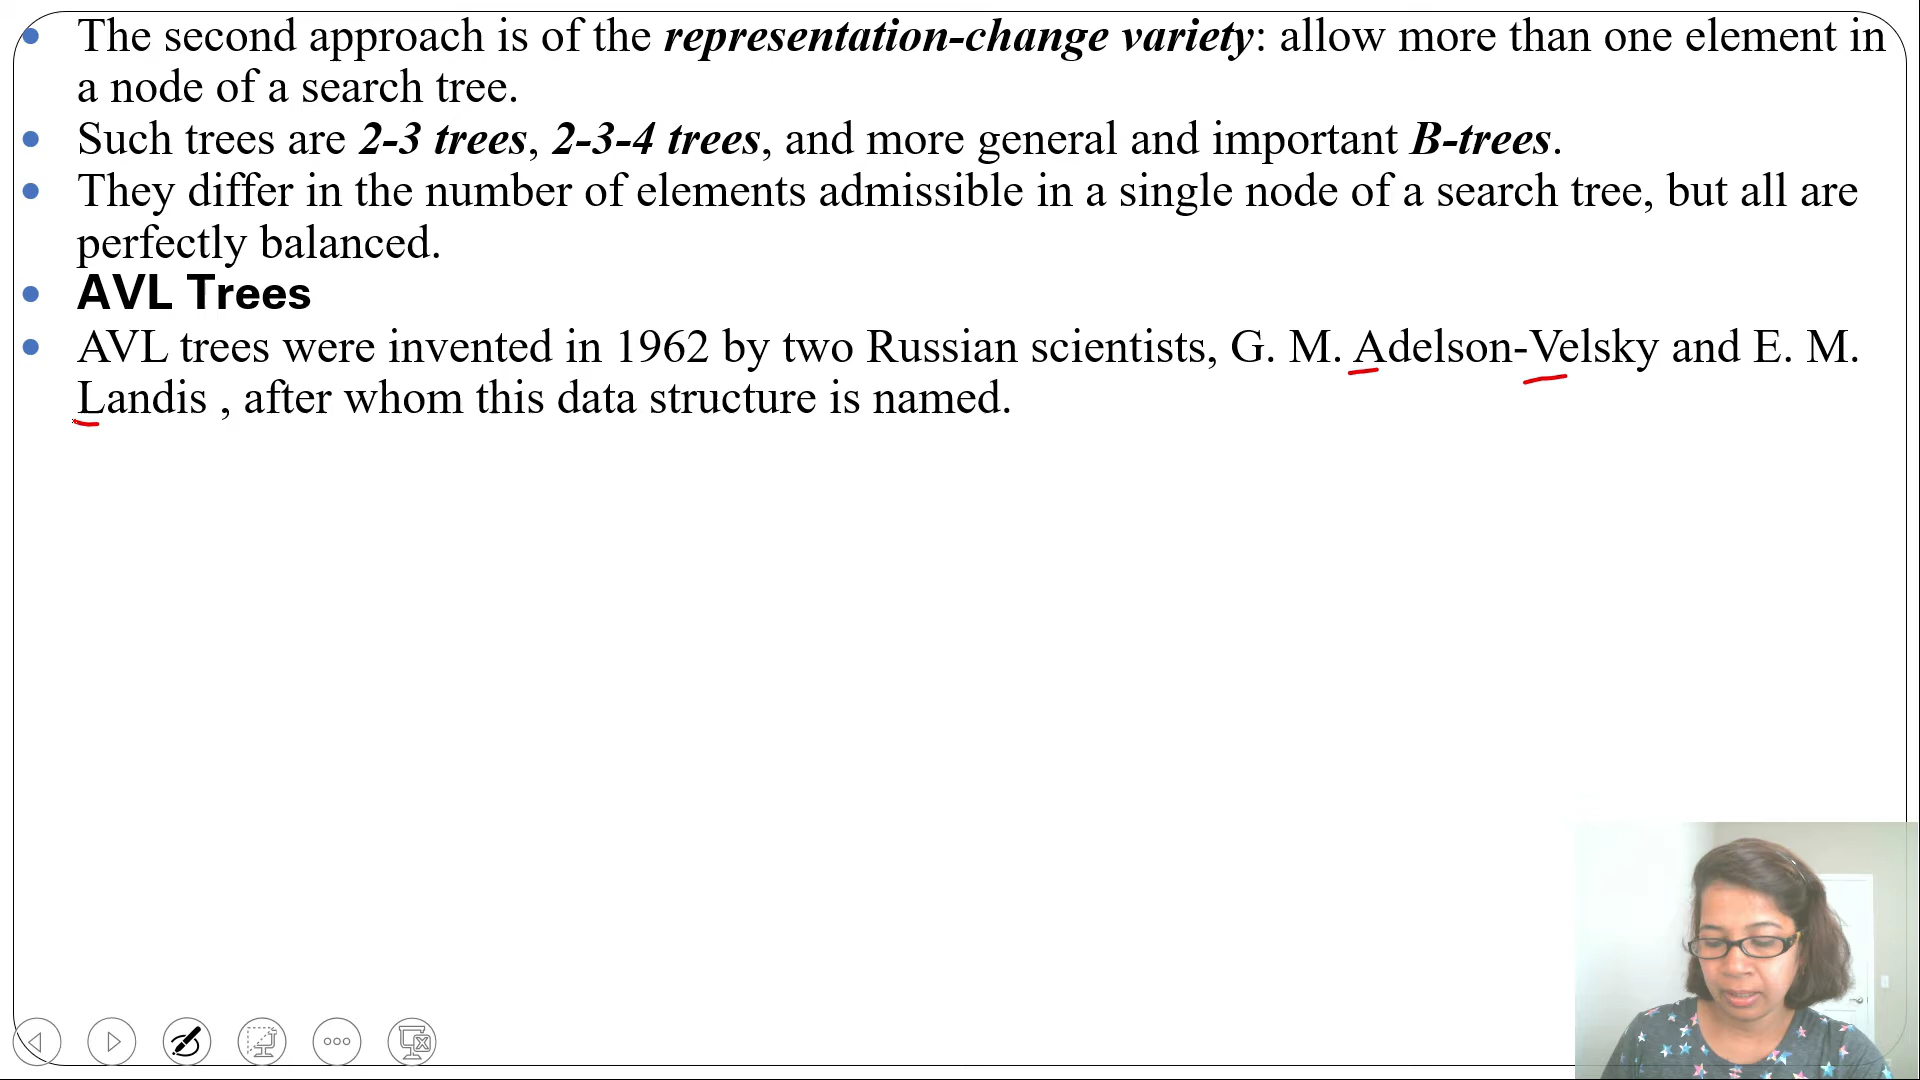 The second approach is of the representation-change variety: allow more than one element in
a node of a search tree.
Such trees are 2-3 trees, 2-3-4 trees, and more general and important B-trees.
They differ in the number of elements admissible in a single node of a search tree, but all are
perfectly balanced.
AVL Trees
AVL trees were invented in 1962 by two Russian scientists, G. M. Adelson-Velsky and E. M.
Landis , after whom this data structure is named.